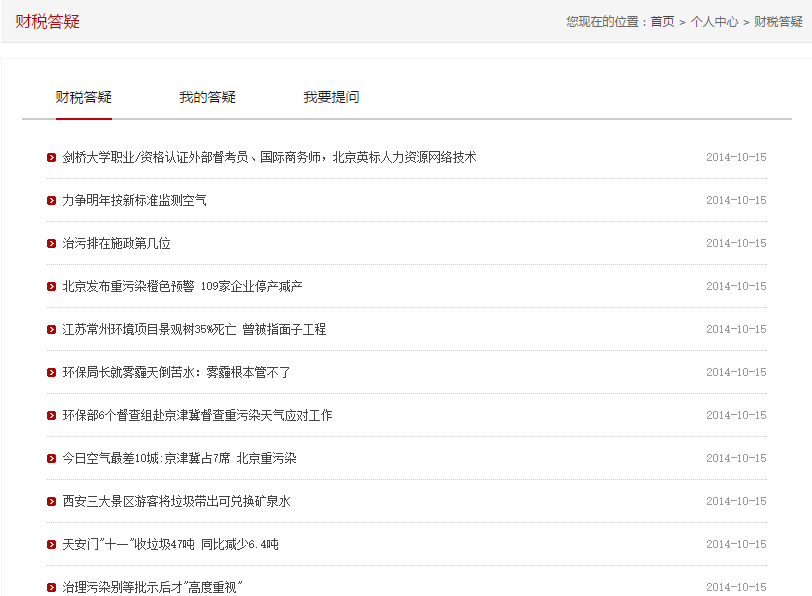 财税答疑
您现在的位置：首页 > 个人中心 > 财税答疑
财税答疑 我的答疑 我要提问
剑桥大学职业/资格认证外部督考员、国际商务师，北京英标人力资源网络技术 2014-10-15
力争明年按新标准监测空气 2014-10-15
治污排在施政第几位 2014-10-15
北京发布重污染橙色预警 109家企业停产减产 2014-10-15
江苏常州环境项目景观树35%死亡 曾被指面子工程 2014-10-15
环保局长就雾霾天倒苦水：雾霾根本管不了 2014-10-15
环保部6个督查组赴京津冀督查重污染天气应对工作 2014-10-15
今日空气最差10城:京津冀占7席 北京重污染 2014-10-15
西安三大景区游客将垃圾带出可兑换矿泉水 2014-10-15
天安门"十一"收垃圾47吨 同比减少6.4吨 2014-10-15
治理污染别等批示后才"高度重视" 2014-10-15